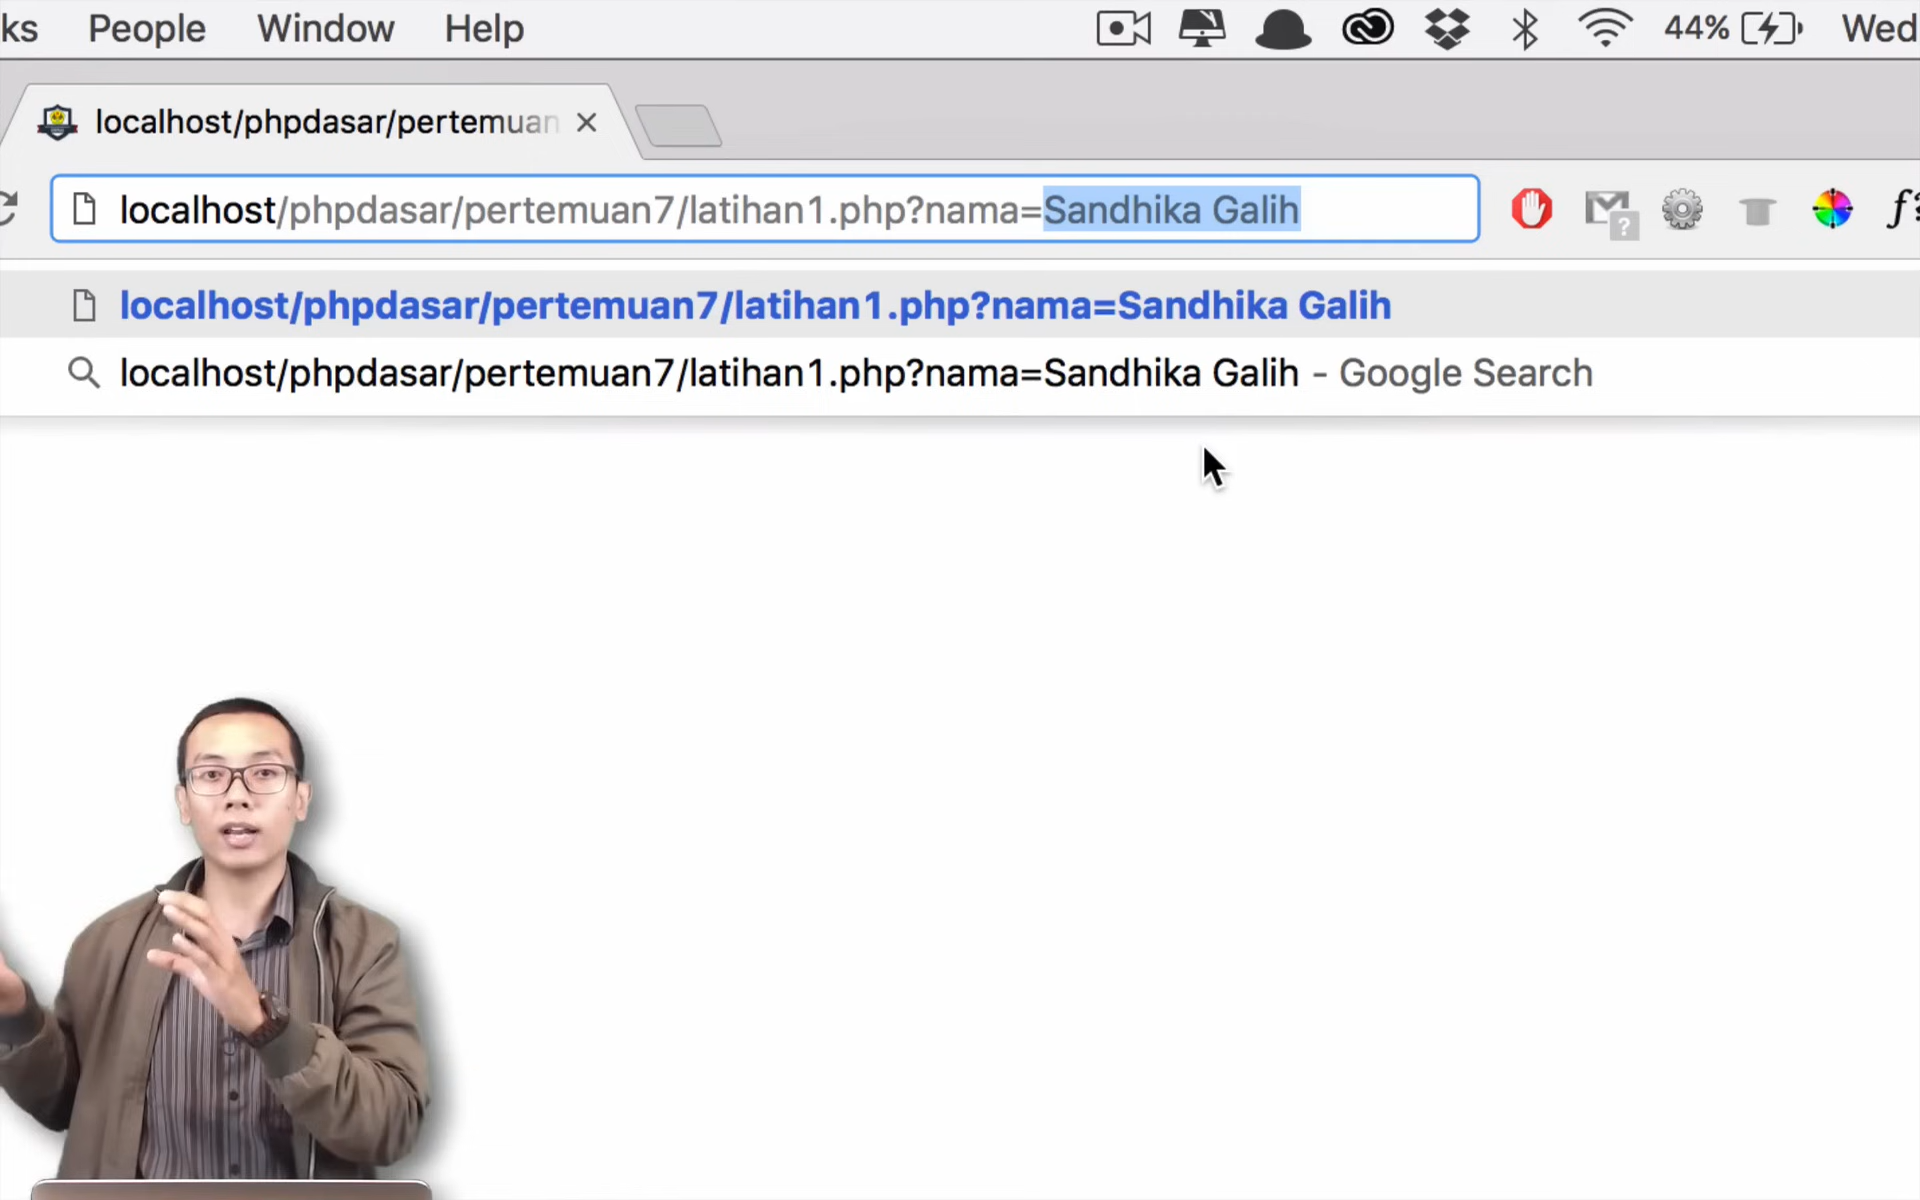 ks People Window Help 44% Wed
localhost/phpdasar/pertemuan
localhost/phpdasar/pertemuan7/latihan1.php?nama=Sandhika Galih
localhost/phpdasar/pertemuan7/latihan1.php?nama=Sandhika Galih
localhost/phpdasar/pertemuan7/latihan1.php?nama=Sandhika Galih - Google Search